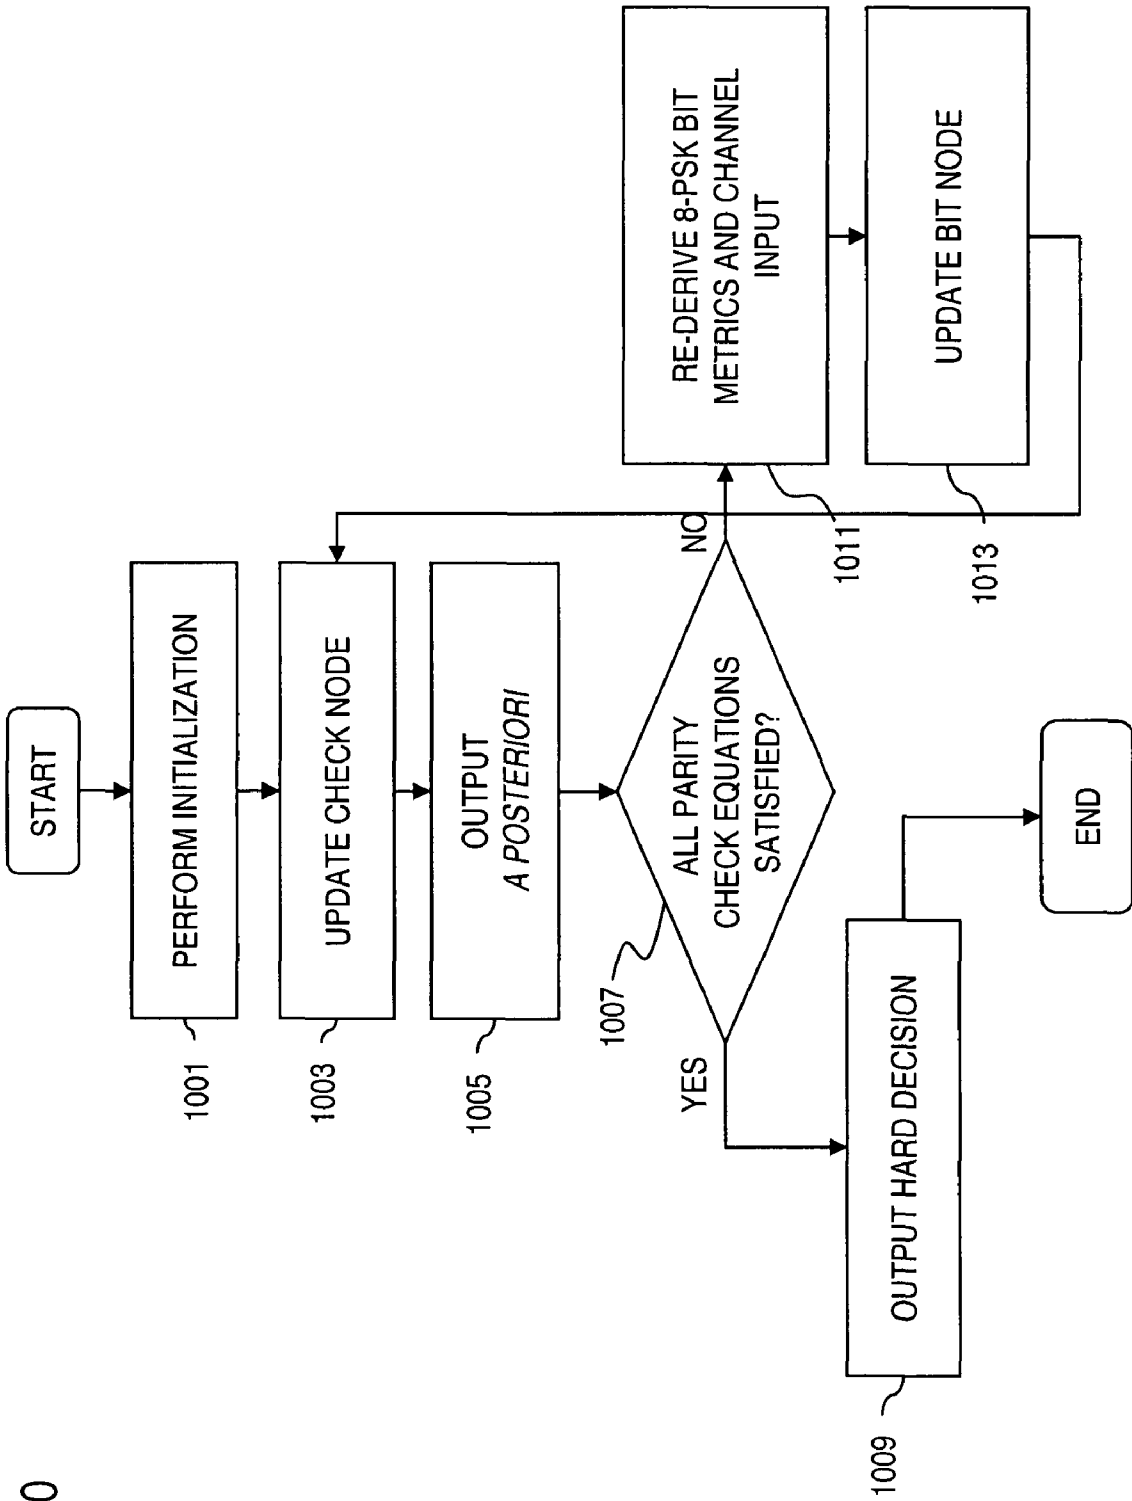 START
PERFORM INITIALIZATION
1001
UPDATE CHECK NODE
1003
OUTPUT
A POSTERIORI
1005
ALL PARITY
CHECK EQUATIONS
SATISFIED?
1007
NO
RE-DERIVE 8-PSK BIT
METRICS AND CHANNEL
INPUT
1011
UPDATE BIT NODE
1013
YES
OUTPUT HARD DECISION
1009
END
0